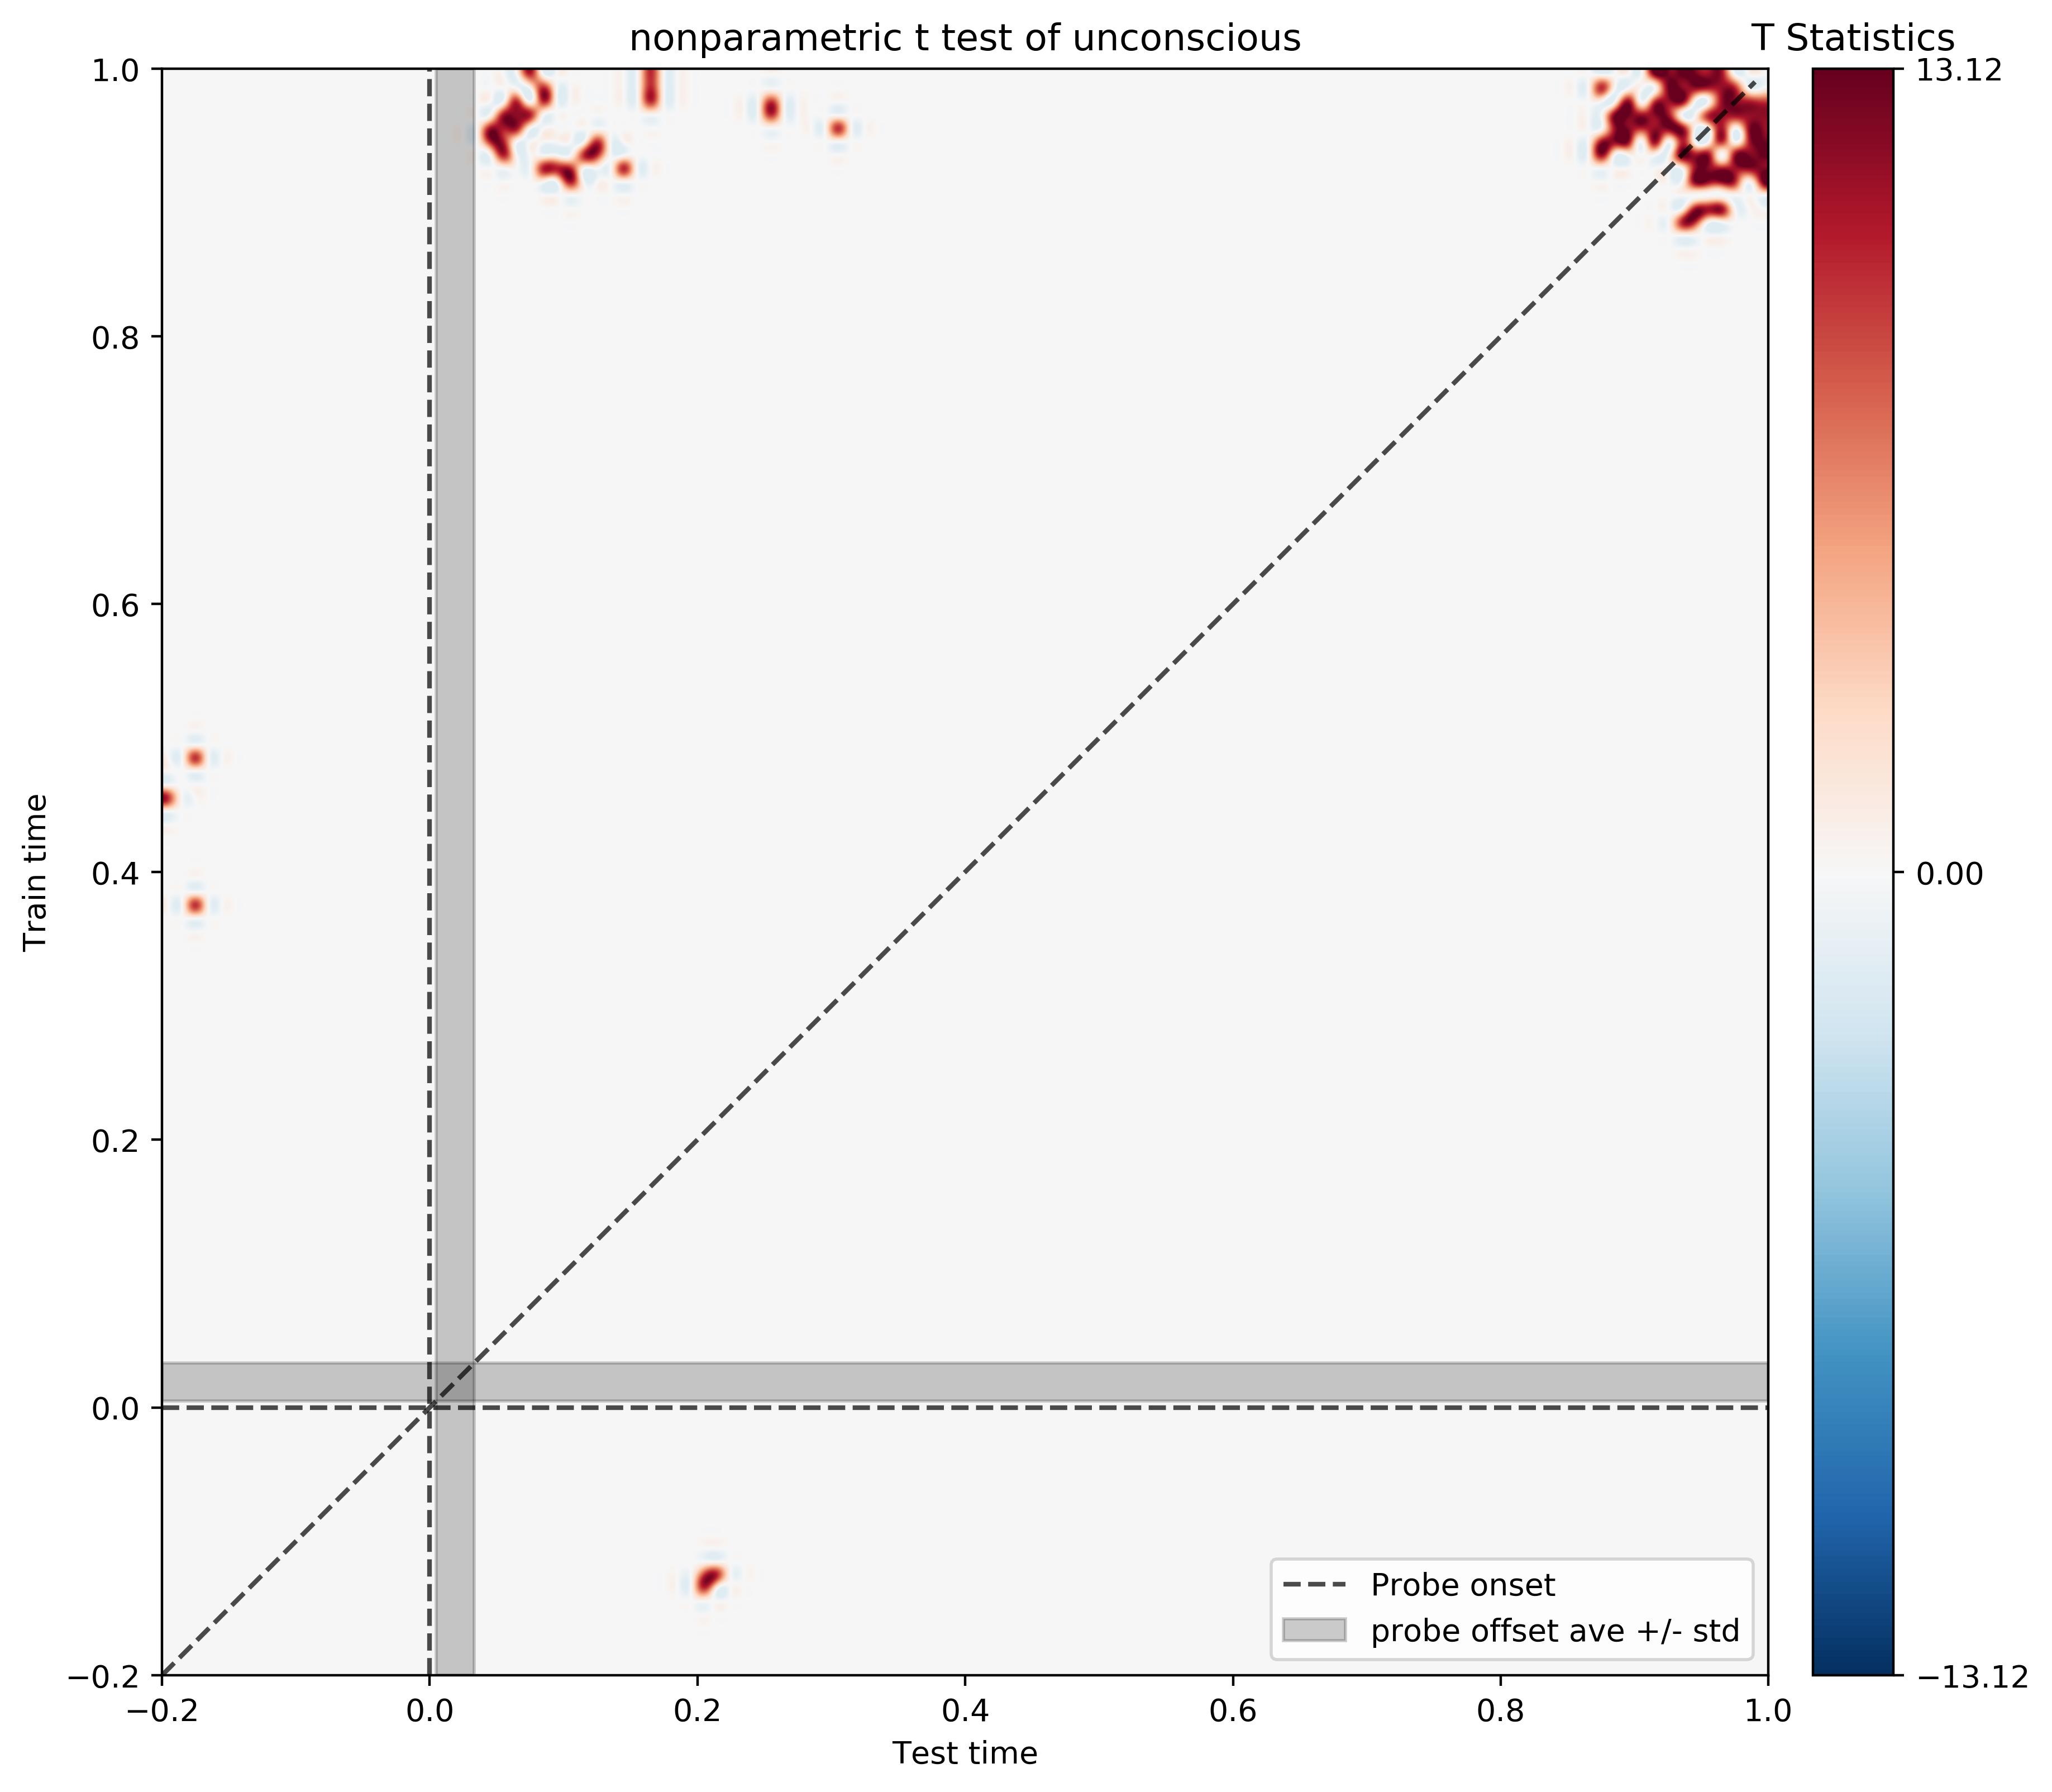 nonparametric t test of unconscious
T Statistics
1.0
0.8
0.6
0.4
0.2
0.0
−0.2
Train time
−0.2
0.0
0.2
0.4
0.6
0.8
1.0
Test time
Probe onset
probe offset ave +/- std
13.12
0.00
−13.12